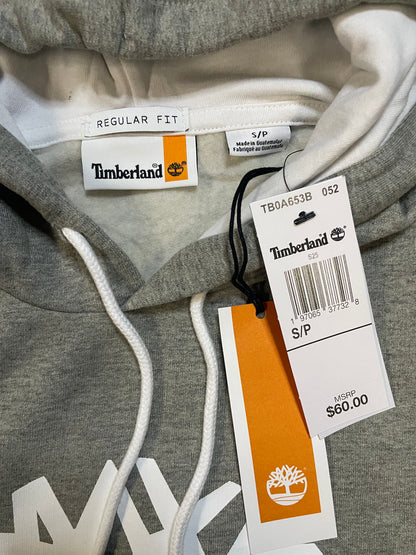 REGULAR FIT
S/P
Made in Guatemala
Fabriqué au Guatemala
Timberland®
TB0A653B 052
Timberland
525
1 97065 37732 8
S/P
MSRP
$60.00